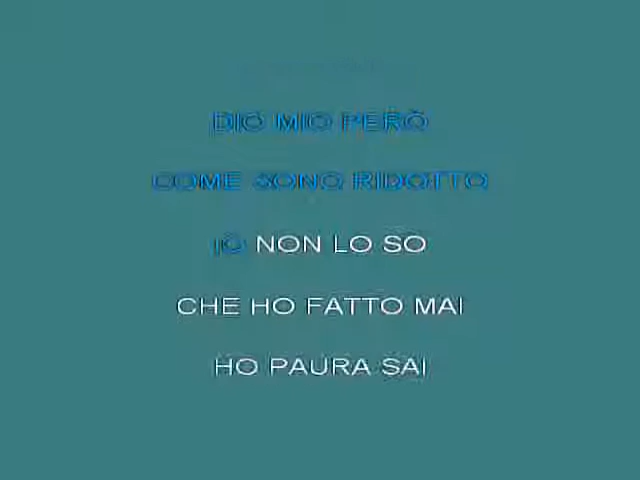 DIO MIO PERÒ
COME SONO RIDOTTO
IO NON LO SO
CHE HO FATTO MAI
HO PAURA SAI